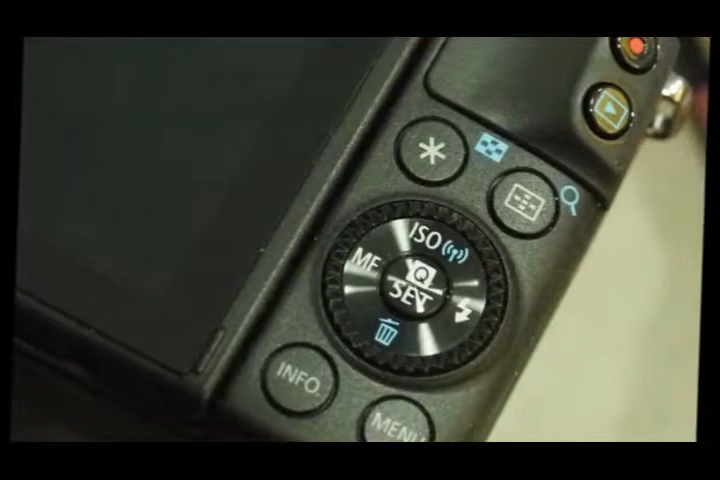 ISO
MF
Q
SET
INFO.
MENU